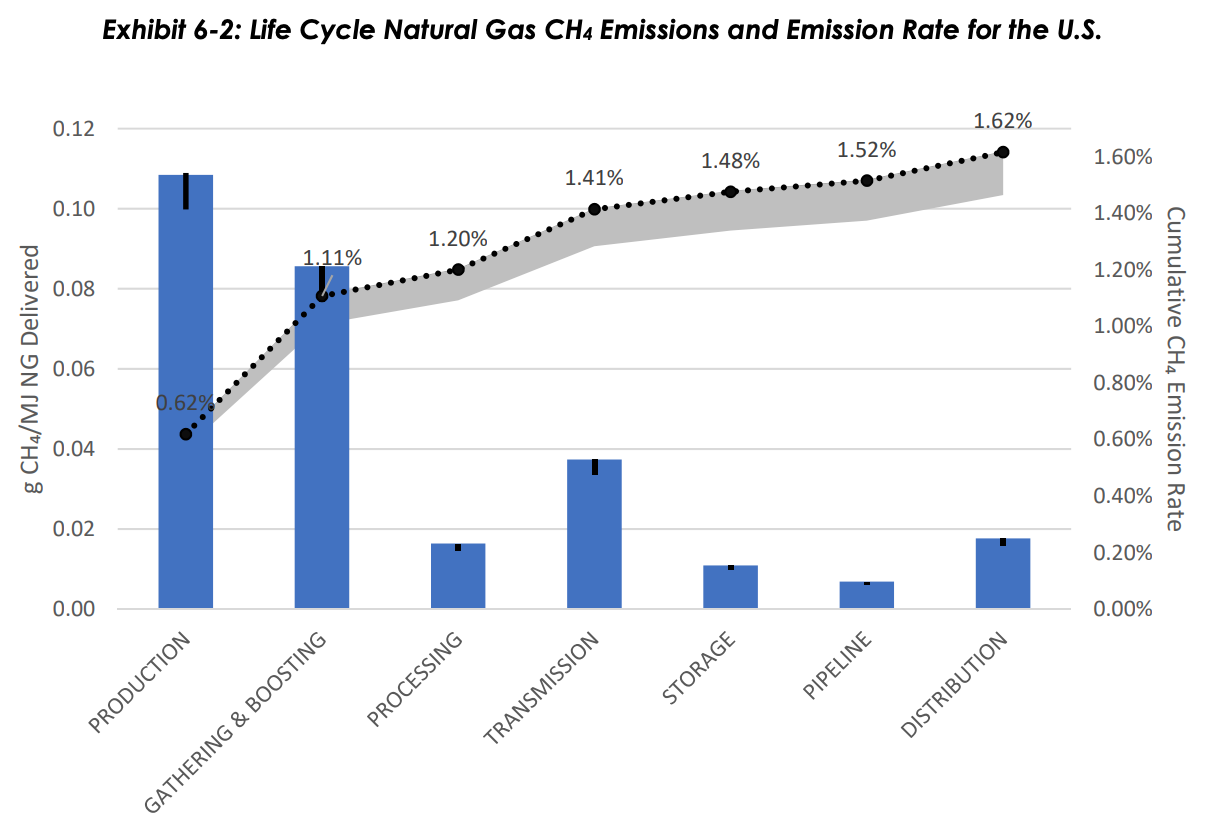 Exhibit 6-2: Life Cycle Natural Gas CH₄ Emissions and Emission Rate for the U.S.
g CH₄/MJ NG Delivered
0.12
0.10
0.08
0.06
0.04
0.02
0.00
0.62%
1.11%
1.20%
1.41%
1.48%
1.52%
1.62%
1.60%
1.40%
1.20%
1.00%
0.80%
0.60%
0.40%
0.20%
0.00%
Cumulative CH₄ Emission Rate
PRODUCTION
GATHERING & BOOSTING
PROCESSING
TRANSMISSION
STORAGE
PIPELINE
DISTRIBUTION